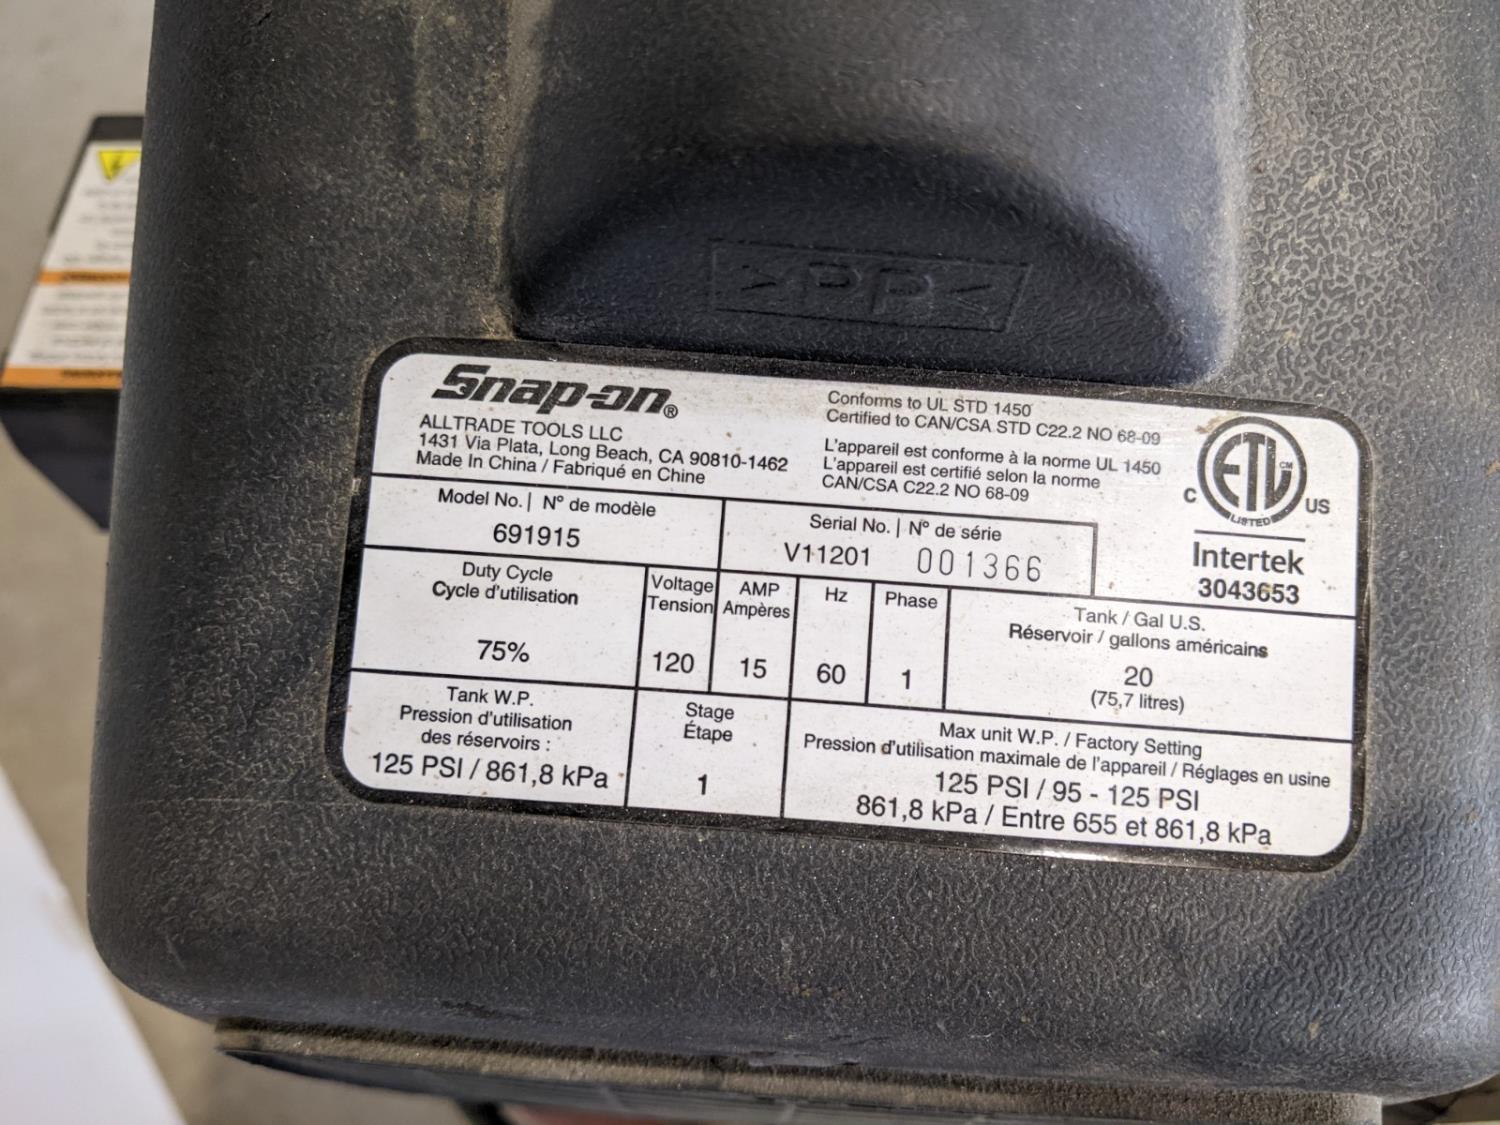 >PP<
Snap-on®
ALLTRADE TOOLS LLC
1431 Via Plata, Long Beach, CA 90810-1462
Made In China / Fabriqué en Chine
Conforms to UL STD 1450
Certified to CAN/CSA STD C22.2 NO 68-09
L'appareil est conforme à la norme UL 1450
L'appareil est certifié selon la norme
CAN/CSA C22.2 NO 68-09
ETL CM
LISTED
C US
Intertek
3043653
Model No. | N° de modèle
691915
Serial No. | N° de série
V11201 001366
Duty Cycle
Cycle d'utilisation
75%
Voltage
Tension
120
AMP
Ampères
15
Hz
60
Phase
1
Tank / Gal U.S.
Réservoir / gallons américains
20
(75,7 litres)
Tank W.P.
Pression d'utilisation
des réservoirs :
125 PSI / 861,8 kPa
Stage
Étape
1
Max unit W.P. / Factory Setting
Pression d'utilisation maximale de l'appareil / Réglages en usine
125 PSI / 95 - 125 PSI
861,8 kPa / Entre 655 et 861,8 kPa